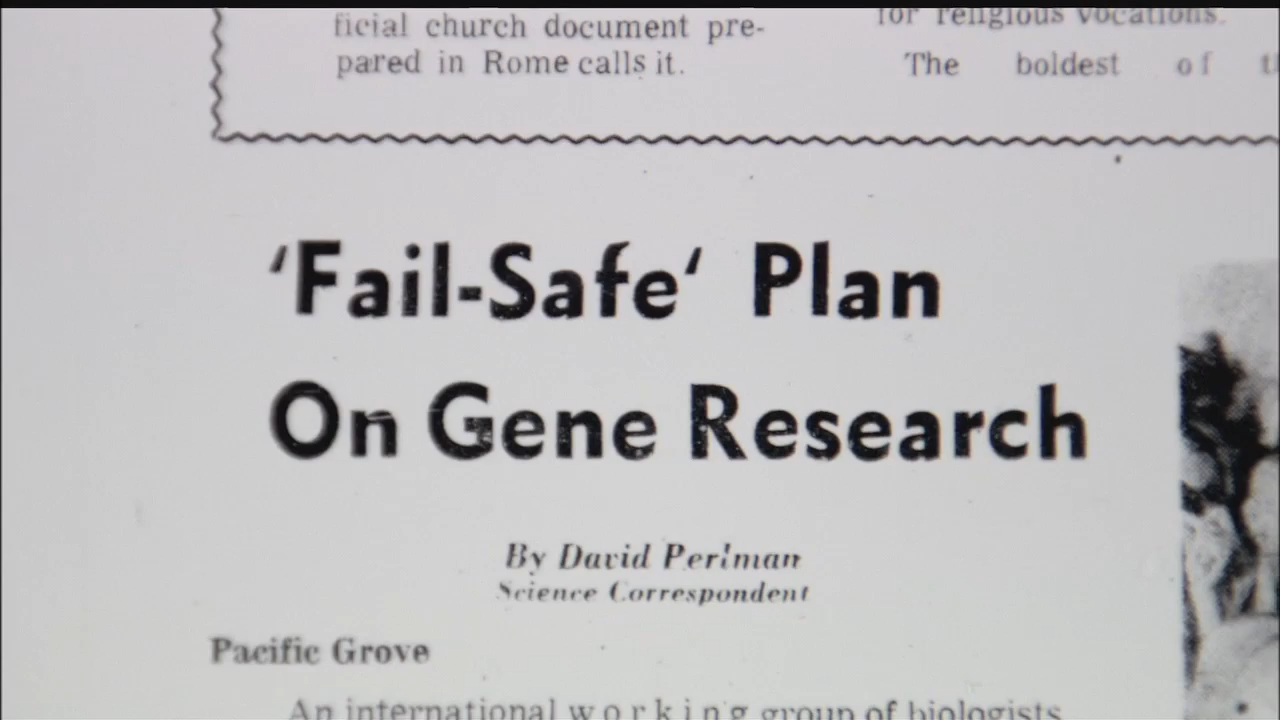 ficial church document pre-
pared in Rome calls it.
for religious vocations.
The boldest of
'Fail-Safe' Plan
On Gene Research
By David Perlman
Science Correspondent
Pacific Grove
An international working group of biologists